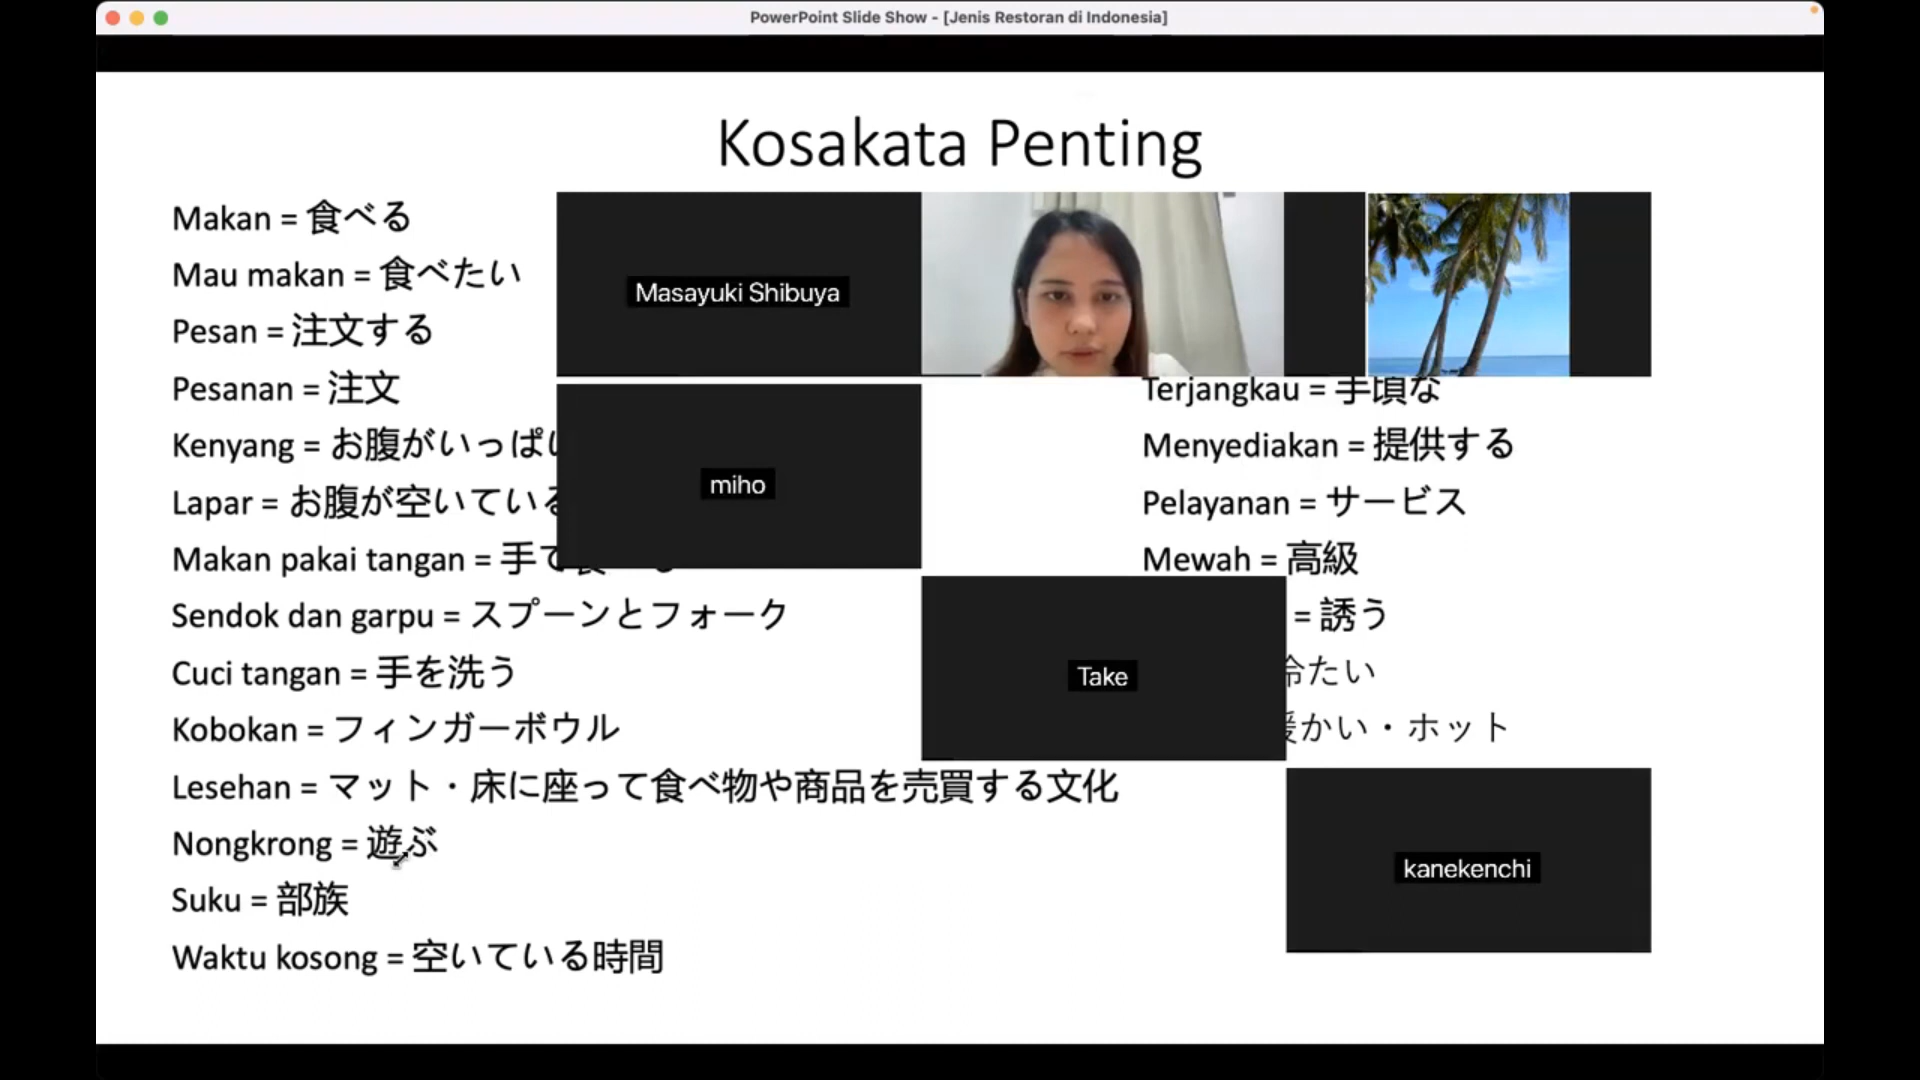 PowerPoint Slide Show - [Jenis Restoran di Indonesia]
Kosakata Penting
Makan = 食べる
Mau makan = 食べたい
Pesan = 注文する
Pesanan = 注文
Kenyang = お腹がいっぱい
Lapar = お腹が空いている
Makan pakai tangan = 手で食べる
Sendok dan garpu = スプーンとフォーク
Cuci tangan = 手を洗う
Kobokan = フィンガーボウル
Lesehan = マット・床に座って食べ物や商品を売買する文化
Nongkrong = 遊ぶ
Suku = 部族
Waktu kosong = 空いている時間
Terjangkau = 手頃な
Menyediakan = 提供する
Pelayanan = サービス
Mewah = 高級
= 誘う
冷たい
暖かい・ホット
Masayuki Shibuya
miho
Take
kanekenchi